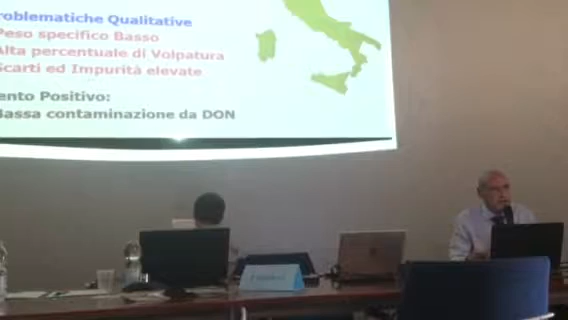 roblematiche Qualitative
Peso specifico Basso
Alta percentuale di Volpatura
Scarti ed Impurità elevate
ento Positivo:
Bassa contaminazione da DON